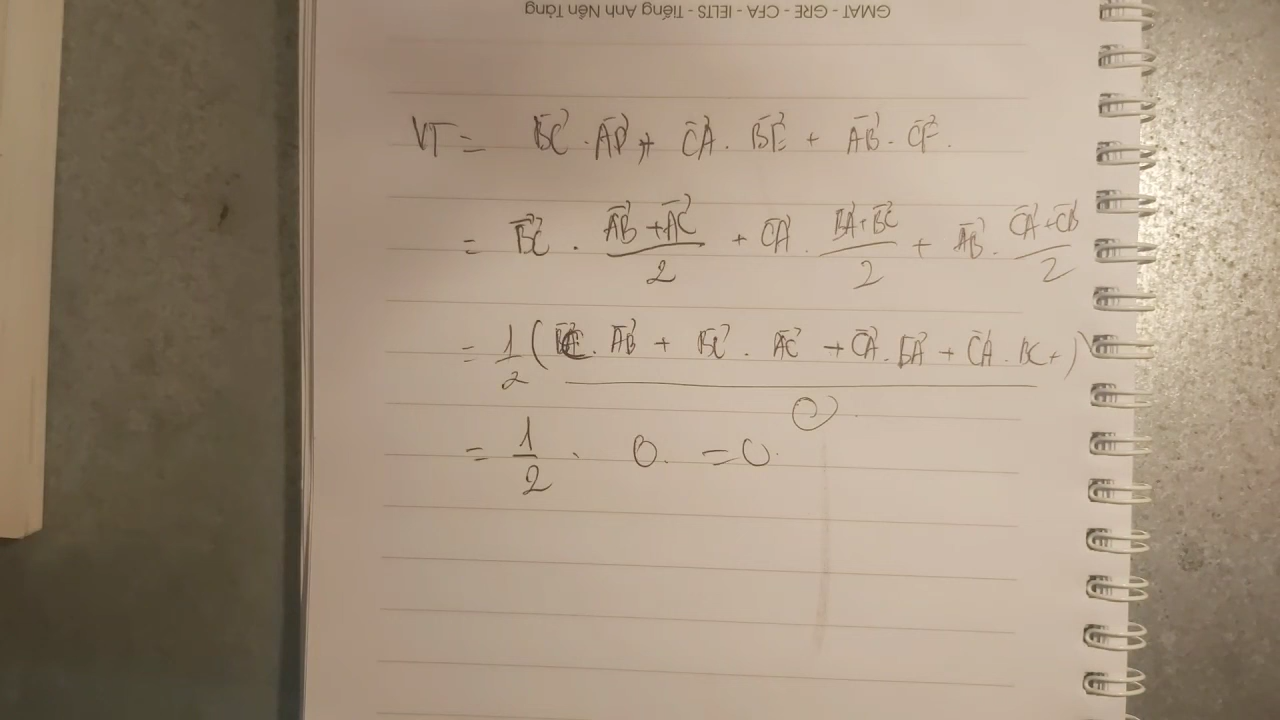 GMAT - GRE - CFA - IELTS - Tiếng Anh Nền Tảng
VT = BC⃗ . AD⃗ + CA⃗ . BE⃗ + AB⃗ . CF⃗.
= BC⃗ . (AB⃗ + AC⃗)/2 + CA⃗ . (BA⃗ + BC⃗)/2 + AB⃗ . (CA⃗ + CB⃗)/2
= 1/2 (BC⃗ . AB⃗ + BC⃗ . AC⃗ + CA⃗ . BA⃗ + CA⃗ . BC + )
0.
= 1/2 . 0. = 0.